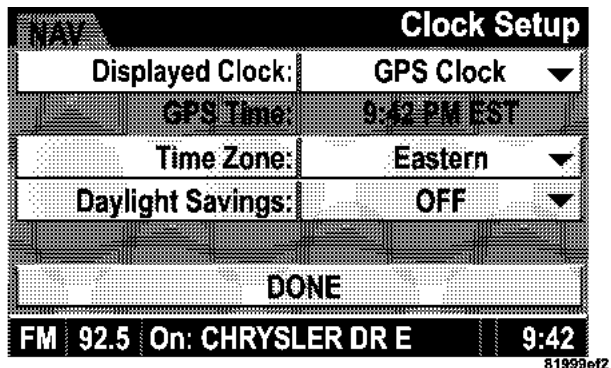 NAV Clock Setup
Displayed Clock: GPS Clock
GPS Time: 9:42 PM EST
Time Zone: Eastern
Daylight Savings: OFF
DONE
FM 92.5 On: CHRYSLER DR E 9:42
81999ef2